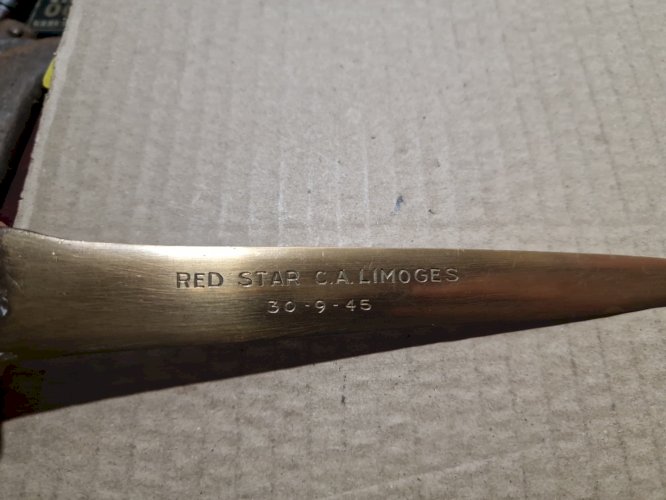 RED STAR C.A. LIMOGES
30-9-45